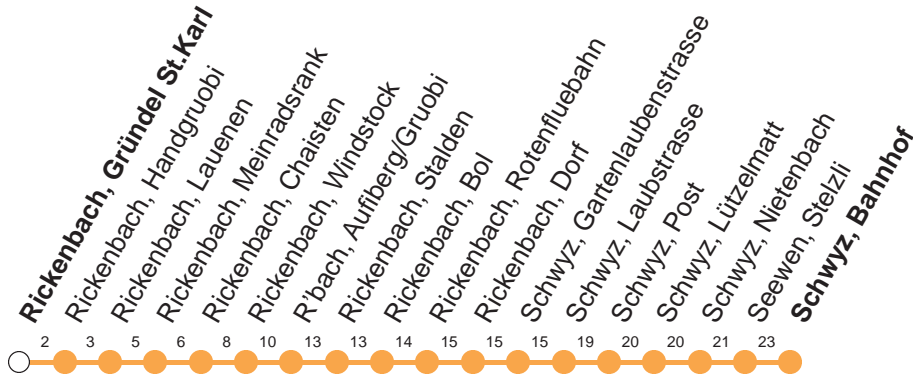 Rickenbach, Gründel St.Karl
Rickenbach, Handgruobi
Rickenbach, Lauenen
Rickenbach, Meinradsrank
Rickenbach, Chaisten
Rickenbach, Windstock
R'bach, Aufiberg/Gruobi
Rickenbach, Stalden
Rickenbach, Bol
Rickenbach, Rotenfluebahn
Rickenbach, Dorf
Schwyz, Gartenlaubenstrasse
Schwyz, Laubstrasse
Schwyz, Post
Schwyz, Lützelmatt
Schwyz, Nietenbach
Seewen, Stelzli
Schwyz, Bahnhof
2 3 5 6 8 10 13 13 14 15 15 15 19 20 20 21 23